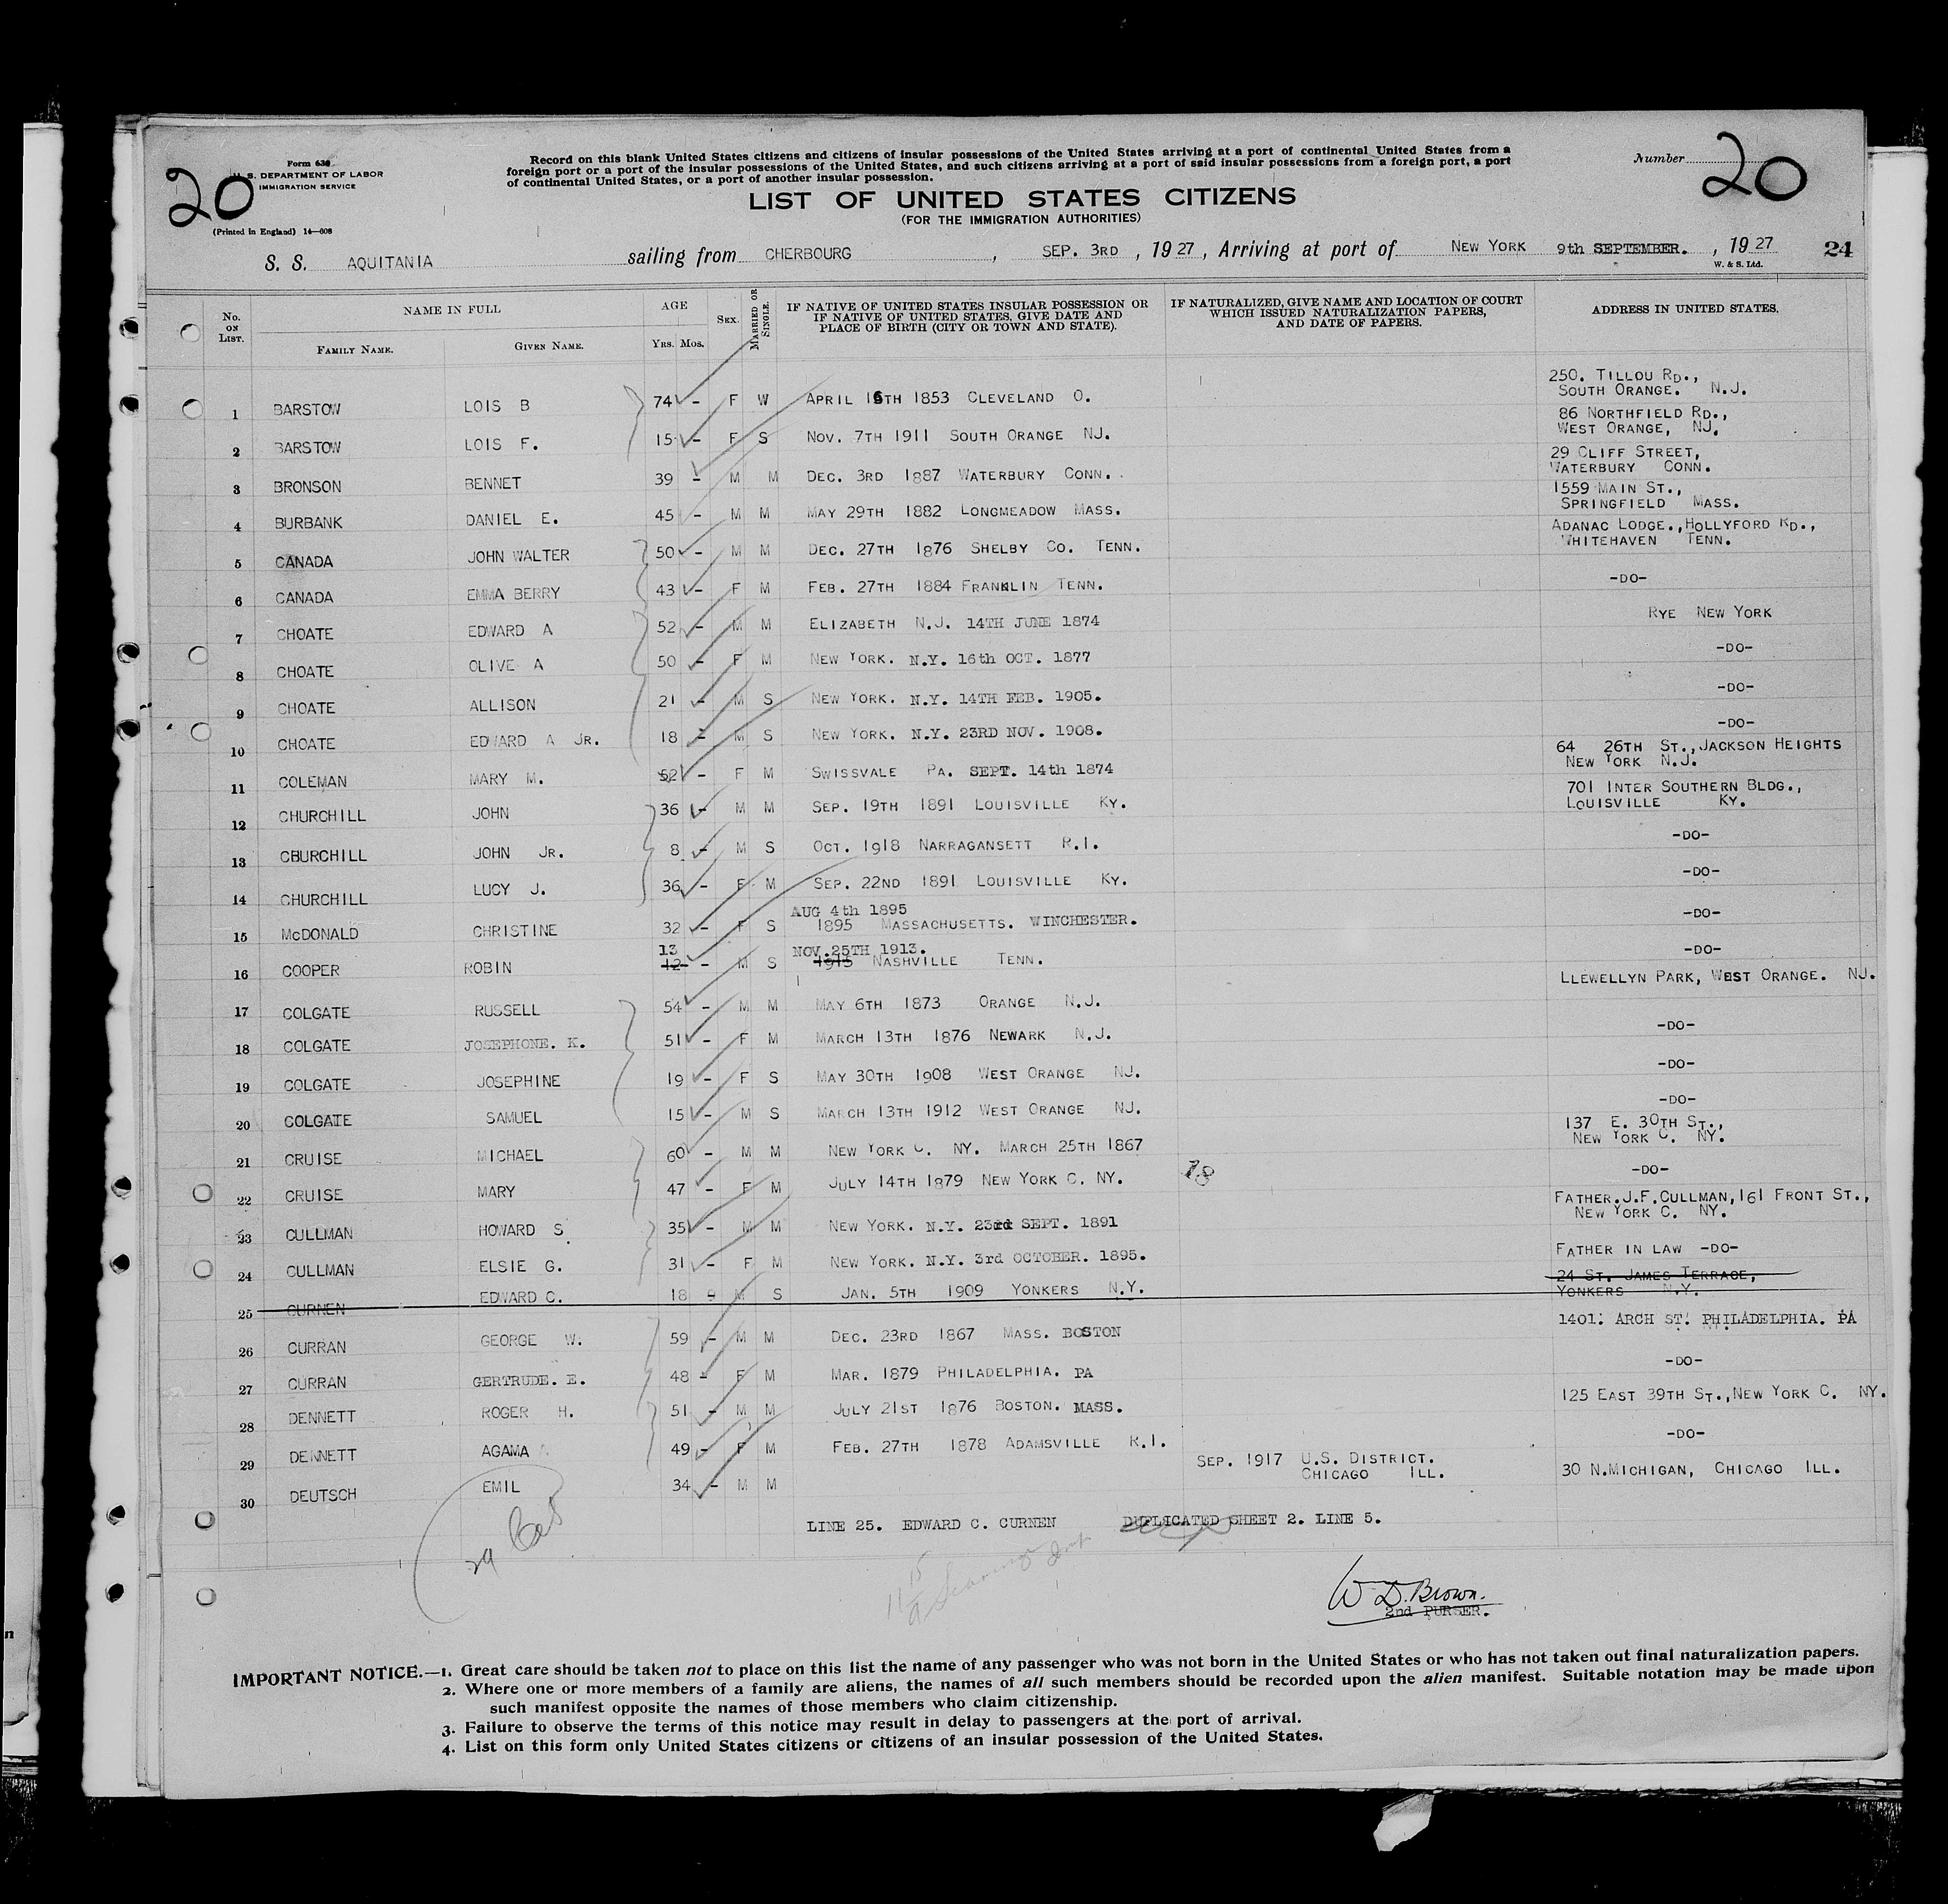 20
Form 630
U. S. DEPARTMENT OF LABOR
IMMIGRATION SERVICE
(Printed in England) 14—608
Record on this blank United States citizens and citizens of insular possessions of the United States arriving at a port of continental United States from a
foreign port or a port of the insular possessions of the United States, and such citizens arriving at a port of said insular possessions from a foreign port, a port
of continental United States, or a port of another insular possession.
Number 20
LIST OF UNITED STATES CITIZENS
(FOR THE IMMIGRATION AUTHORITIES)
S. S. AQUITANIA sailing from CHERBOURG , SEP. 3RD , 1927 , Arriving at port of NEW YORK 9th SEPTEMBER. , 1927 24
W. & S. Ltd.
No. ON LIST. NAME IN FULL AGE SEX. MARRIED OR SINGLE. IF NATIVE OF UNITED STATES INSULAR POSSESSION OR IF NATIVE OF UNITED STATES, GIVE DATE AND PLACE OF BIRTH (CITY OR TOWN AND STATE). IF NATURALIZED, GIVE NAME AND LOCATION OF COURT WHICH ISSUED NATURALIZATION PAPERS, AND DATE OF PAPERS. ADDRESS IN UNITED STATES.
FAMILY NAME. GIVEN NAME. YRS. MOS.
1 BARSTOW LOIS B 74 - F W APRIL 16TH 1853 CLEVELAND O. 250. TILLOU RD., SOUTH ORANGE. N.J.
2 BARSTOW LOIS F. 15 - F S NOV. 7TH 1911 SOUTH ORANGE NJ. 86 NORTHFIELD RD., WEST ORANGE, NJ.
3 BRONSON BENNET 39 - M M DEC. 3RD 1887 WATERBURY CONN. 29 CLIFF STREET, WATERBURY CONN.
4 BURBANK DANIEL E. 45 - M M MAY 29TH 1882 LONGMEADOW MASS. 1559 MAIN ST., SPRINGFIELD MASS.
5 CANADA JOHN WALTER 50 - M M DEC. 27TH 1876 SHELBY CO. TENN. ADANAC LODGE.,HOLLYFORD RD., WHITEHAVEN TENN.
6 CANADA EMMA BERRY 43 - F M FEB. 27TH 1884 FRANKLIN TENN. -DO-
7 CHOATE EDWARD A 52 - M M ELIZABETH N.J. 14TH JUNE 1874 RYE NEW YORK
8 CHOATE OLIVE A 50 - F M NEW YORK. N.Y. 16th OCT. 1877 -DO-
9 CHOATE ALLISON 21 - M S NEW YORK. N.Y. 14TH FEB. 1905. -DO-
10 CHOATE EDWARD A JR. 18 - M S NEW YORK. N.Y. 23RD NOV. 1908. -DO-
11 COLEMAN MARY M. 52 - F M SWISSVALE PA. SEPT. 14th 1874 64 26TH ST.,JACKSON HEIGHTS NEW YORK N.J.
12 CHURCHILL JOHN 36 - M M SEP. 19TH 1891 LOUISVILLE KY. 701 INTER SOUTHERN BLDG., LOUISVILLE KY.
13 CBURCHILL JOHN JR. 8 - M S OCT. 1918 NARRAGANSETT R.I. -DO-
14 CHURCHILL LUCY J. 36 - F M SEP. 22ND 1891 LOUISVILLE KY. -DO-
AUG 4th 1895
15 McDONALD CHRISTINE 32 - F S 1895 MASSACHUSETTS. WINCHESTER. -DO-
13 NOV.25TH 1913.
16 COOPER ROBIN 12 - M S 1915 NASHVILLE TENN. -DO-
17 COLGATE RUSSELL 54 - M M MAY 6TH 1873 ORANGE N.J. LLEWELLYN PARK, WEST ORANGE. NJ.
18 COLGATE JOSEPHONE. K. 51 - F M MARCH 13TH 1876 NEWARK N.J. -DO-
19 COLGATE JOSEPHINE 19 - F S MAY 30TH 1908 WEST ORANGE NJ. -DO-
20 COLGATE SAMUEL 15 - M S MARCH 13TH 1912 WEST ORANGE NJ. -DO-
21 CRUISE MICHAEL 60 - M M NEW YORK C. NY. MARCH 25TH 1867 137 E. 30TH ST., NEW YORK C. NY.
22 CRUISE MARY 47 - F M JULY 14TH 1879 NEW YORK C. NY. 78 -DO-
23 CULLMAN HOWARD S 35 - M M NEW YORK. N.Y. 23rd SEPT. 1891 FATHER.J.F.CULLMAN,161 FRONT ST., NEW YORK C. NY.
24 CULLMAN ELSIE G. 31 - F M NEW YORK. N.Y. 3rd OCTOBER. 1895. FATHER IN LAW -DO-
25 CURNEN EDWARD C. 18 9 M S JAN. 5TH 1909 YONKERS N.Y. 24 ST. JAMES TERRACE, YONKERS N.Y.
26 CURRAN GEORGE W. 59 - M M DEC. 23RD 1867 MASS. BOSTON 1401. ARCH ST. PHILADELPHIA. PA
27 CURRAN GERTRUDE. E. 48 - F M MAR. 1879 PHILADELPHIA. PA -DO-
28 DENNETT ROGER H. 51 - M M JULY 21ST 1876 BOSTON. MASS. 125 EAST 39TH ST.,NEW YORK C. NY.
29 DENNETT AGAMA 49 - F M FEB. 27TH 1878 ADAMSVILLE R.I. -DO-
30 DEUTSCH EMIL 34 - M M SEP. 1917 U.S. DISTRICT. CHICAGO ILL. 30 N.MICHIGAN, CHICAGO ILL.
LINE 25. EDWARD C. CURNEN DUPLICATED SHEET 2. LINE 5.
29
W D. Brown.
2nd PURSER.
IMPORTANT NOTICE.—1. Great care should be taken not to place on this list the name of any passenger who was not born in the United States or who has not taken out final naturalization papers.
2. Where one or more members of a family are aliens, the names of all such members should be recorded upon the alien manifest. Suitable notation may be made upon
such manifest opposite the names of those members who claim citizenship.
3. Failure to observe the terms of this notice may result in delay to passengers at the port of arrival.
4. List on this form only United States citizens or citizens of an insular possession of the United States.